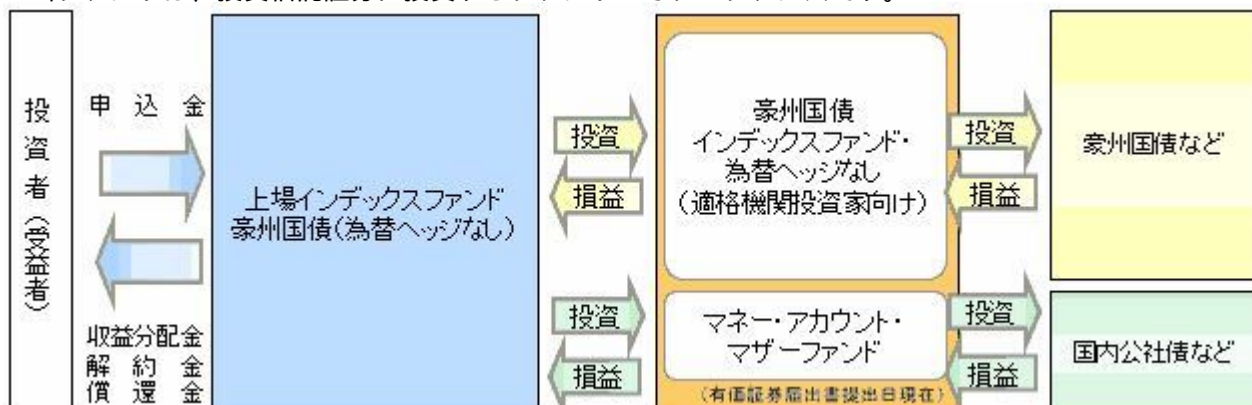 投資者(受益者)
申込金
収益分配金
解約金
償還金
上場インデックスファンド
豪州国債(為替ヘッジなし)
投資
損益
投資
損益
豪州国債
インデックスファンド・
為替ヘッジなし
(適格機関投資家向け)
マネー・アカウント・
マザーファンド
(有価証券届出書提出日現在)
投資
損益
投資
損益
豪州国債など
国内公社債など